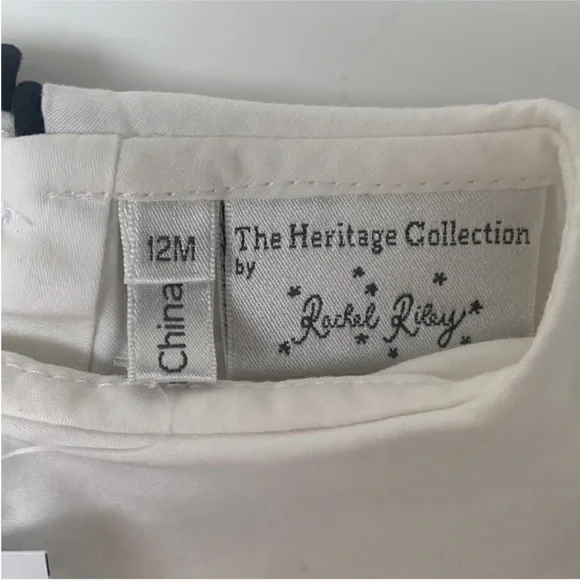 12M
China
The Heritage Collection
by
Rachel Riley